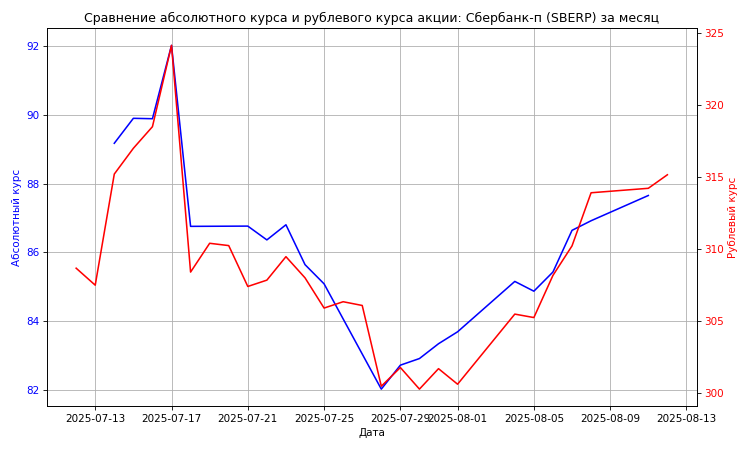 Сравнение абсолютного курса и рублевого курса акции: Сбербанк-п (SBERP) за месяц
Абсолютный курс
92
90
88
86
84
82
325
320
315
310
305
300
Рублевый курс
2025-07-13 2025-07-17 2025-07-21 2025-07-25 2025-07-29 2025-08-01 2025-08-05 2025-08-09 2025-08-13
Дата